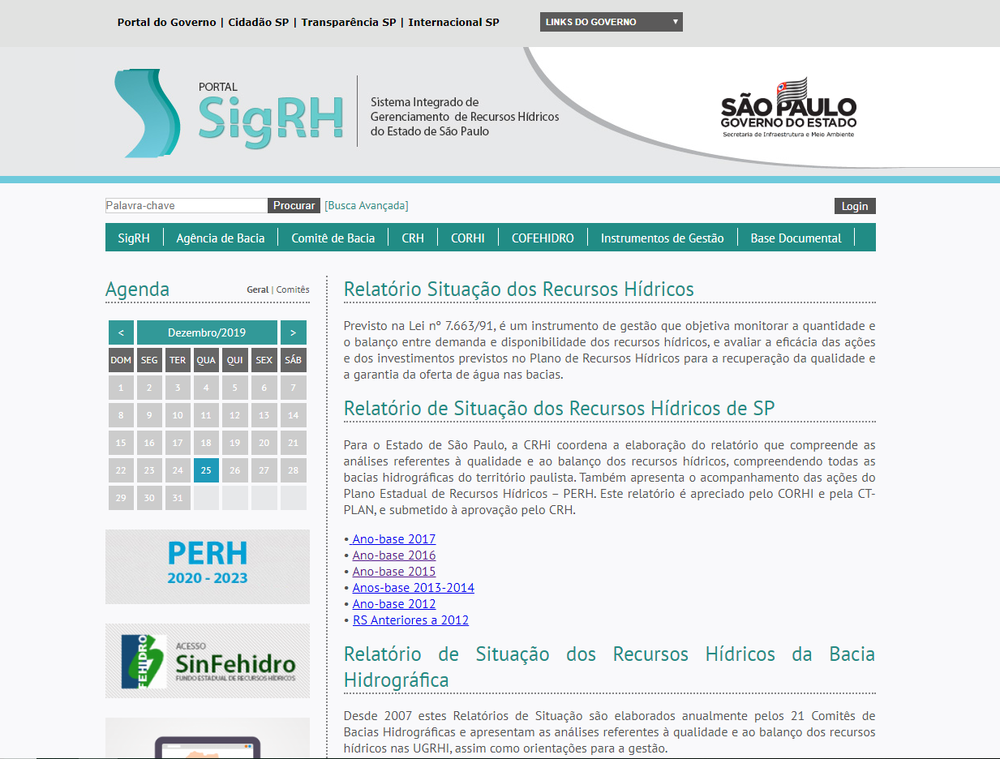 Portal do Governo | Cidadão SP | Transparência SP | Internacional SP
LINKS DO GOVERNO
PORTAL
SigRH
Sistema Integrado de
Gerenciamento de Recursos Hídricos
do Estado de São Paulo
SÃO PAULO
GOVERNO DO ESTADO
Secretaria de Infraestrutura e Meio Ambiente
Palavra-chave
Procurar
[Busca Avançada]
Login
SigRH
Agência de Bacia
Comitê de Bacia
CRH
CORHI
COFEHIDRO
Instrumentos de Gestão
Base Documental
Agenda
Geral | Comitês
< Dezembro/2019 >
DOM SEG TER QUA QUI SEX SÁB
1 2 3 4 5 6 7
8 9 10 11 12 13 14
15 16 17 18 19 20 21
22 23 24 25 26 27 28
29 30 31
PERH
2020 - 2023
FEHIDRO
ACESSO
SinFehidro
FUNDO ESTADUAL DE RECURSOS HÍDRICOS
Relatório Situação dos Recursos Hídricos
Previsto na Lei nº 7.663/91, é um instrumento de gestão que objetiva monitorar a quantidade e
o balanço entre demanda e disponibilidade dos recursos hídricos, e avaliar a eficácia das ações
e dos investimentos previstos no Plano de Recursos Hídricos para a recuperação da qualidade e
a garantia da oferta de água nas bacias.
Relatório de Situação dos Recursos Hídricos de SP
Para o Estado de São Paulo, a CRHi coordena a elaboração do relatório que compreende as
análises referentes à qualidade e ao balanço dos recursos hídricos, compreendendo todas as
bacias hidrográficas do território paulista. Também apresenta o acompanhamento das ações do
Plano Estadual de Recursos Hídricos – PERH. Este relatório é apreciado pelo CORHI e pela CT-
PLAN, e submetido à aprovação pelo CRH.
• Ano-base 2017
• Ano-base 2016
• Ano-base 2015
• Anos-base 2013-2014
• Ano-base 2012
• RS Anteriores a 2012
Relatório de Situação dos Recursos Hídricos da Bacia
Hidrográfica
Desde 2007 estes Relatórios de Situação são elaborados anualmente pelos 21 Comitês de
Bacias Hidrograficas e apresentam as análises referentes à qualidade e ao balanço dos recursos
hídricos nas UGRHI, assim como orientações para a gestão.